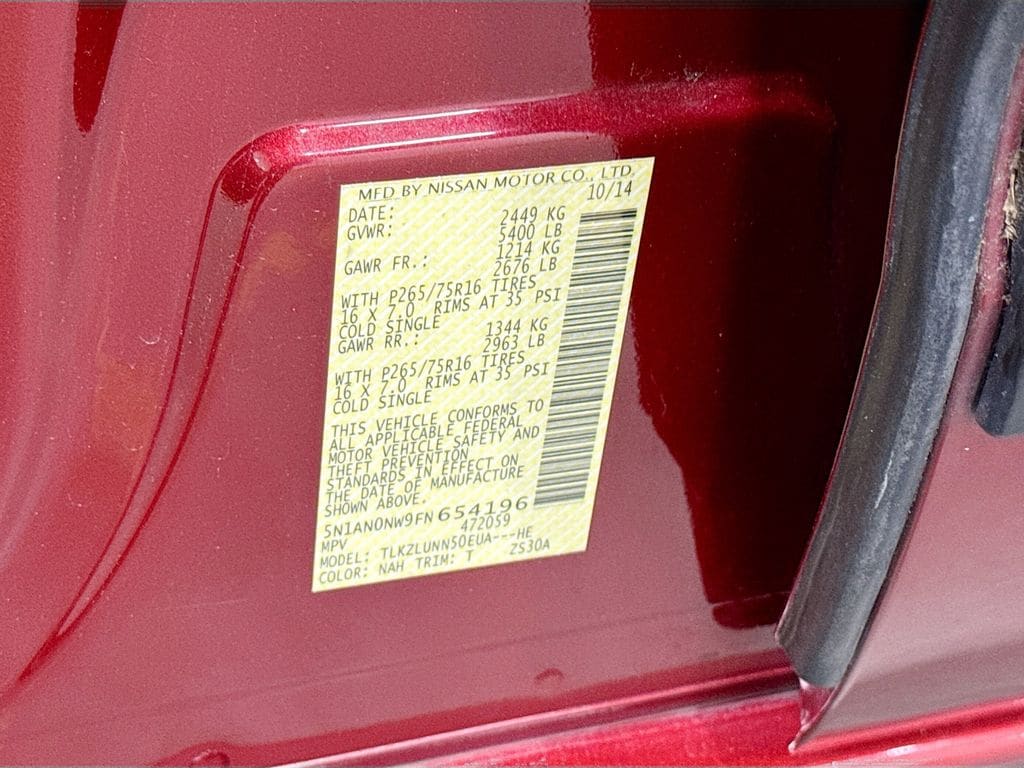 MFD BY NISSAN MOTOR CO., LTD.
DATE: 10/14
GVWR: 2449 KG
5400 LB
GAWR FR.: 1214 KG
2676 LB
WITH P265/75R16 TIRES
16 X 7.0 RIMS AT 35 PSI
COLD SINGLE
GAWR RR.: 1344 KG
2963 LB
WITH P265/75R16 TIRES
16 X 7.0 RIMS AT 35 PSI
COLD SINGLE
THIS VEHICLE CONFORMS TO
ALL APPLICABLE FEDERAL
MOTOR VEHICLE SAFETY AND
THEFT PREVENTION
STANDARDS IN EFFECT ON
THE DATE OF MANUFACTURE
SHOWN ABOVE.
5N1AN0NW9FN654196
MPV 472059
MODEL: TLKZLUNN50EUA---HE
COLOR: NAH TRIM: T ZS30A